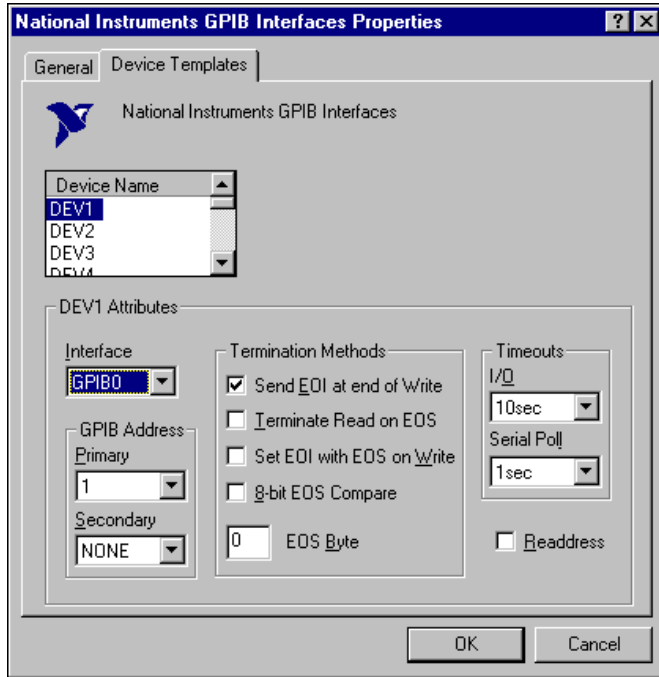 National Instruments GPIB Interfaces Properties
General Device Templates
National Instruments GPIB Interfaces
Device Name
DEV1
DEV2
DEV3
DEV4
DEV1 Attributes
Interface
GPIB0
GPIB Address
Primary
1
Secondary
NONE
Termination Methods
Send EOI at end of Write
Terminate Read on EOS
Set EOI with EOS on Write
8-bit EOS Compare
0 EOS Byte
Timeouts
I/O
10sec
Serial Poll
1sec
Readdress
OK Cancel